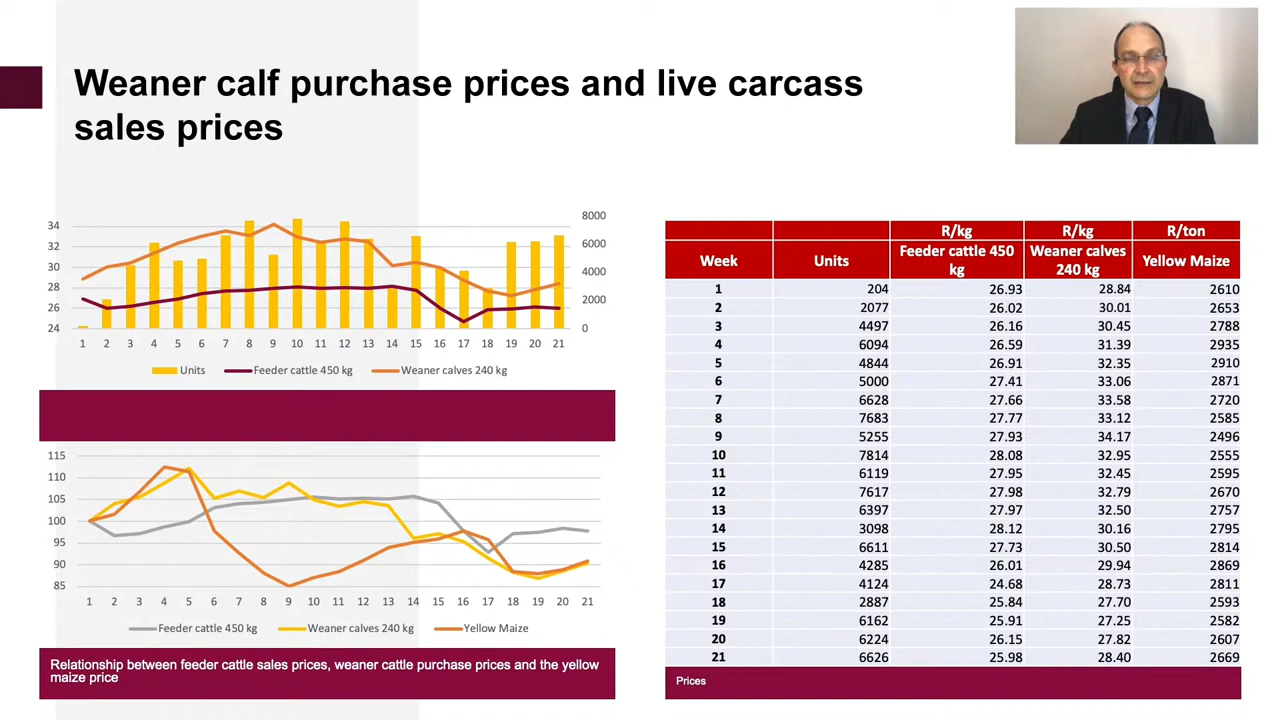 Weaner calf purchase prices and live carcass
sales prices
34 32 30 28 26 24
8000 6000 4000 2000 0
1 2 3 4 5 6 7 8 9 10 11 12 13 14 15 16 17 18 19 20 21
Units Feeder cattle 450 kg Weaner calves 240 kg
115 110 105 100 95 90 85
1 2 3 4 5 6 7 8 9 10 11 12 13 14 15 16 17 18 19 20 21
Feeder cattle 450 kg Weaner calves 240 kg Yellow Maize
Relationship between feeder cattle sales prices, weaner cattle purchase prices and the yellow
maize price
R/kg R/kg R/ton
Week Units Feeder cattle 450 kg Weaner calves 240 kg Yellow Maize
1 204 26.93 28.84 2610
2 2077 26.02 30.01 2653
3 4497 26.16 30.45 2788
4 6094 26.59 31.39 2935
5 4844 26.91 32.35 2910
6 5000 27.41 33.06 2871
7 6628 27.66 33.58 2720
8 7683 27.77 33.12 2585
9 5255 27.93 34.17 2496
10 7814 28.08 32.95 2555
11 6119 27.95 32.45 2595
12 7617 27.98 32.79 2670
13 6397 27.97 32.50 2757
14 3098 28.12 30.16 2795
15 6611 27.73 30.50 2814
16 4285 26.01 29.94 2869
17 4124 24.68 28.73 2811
18 2887 25.84 27.70 2593
19 6162 25.91 27.25 2582
20 6224 26.15 27.82 2607
21 6626 25.98 28.40 2669
Prices